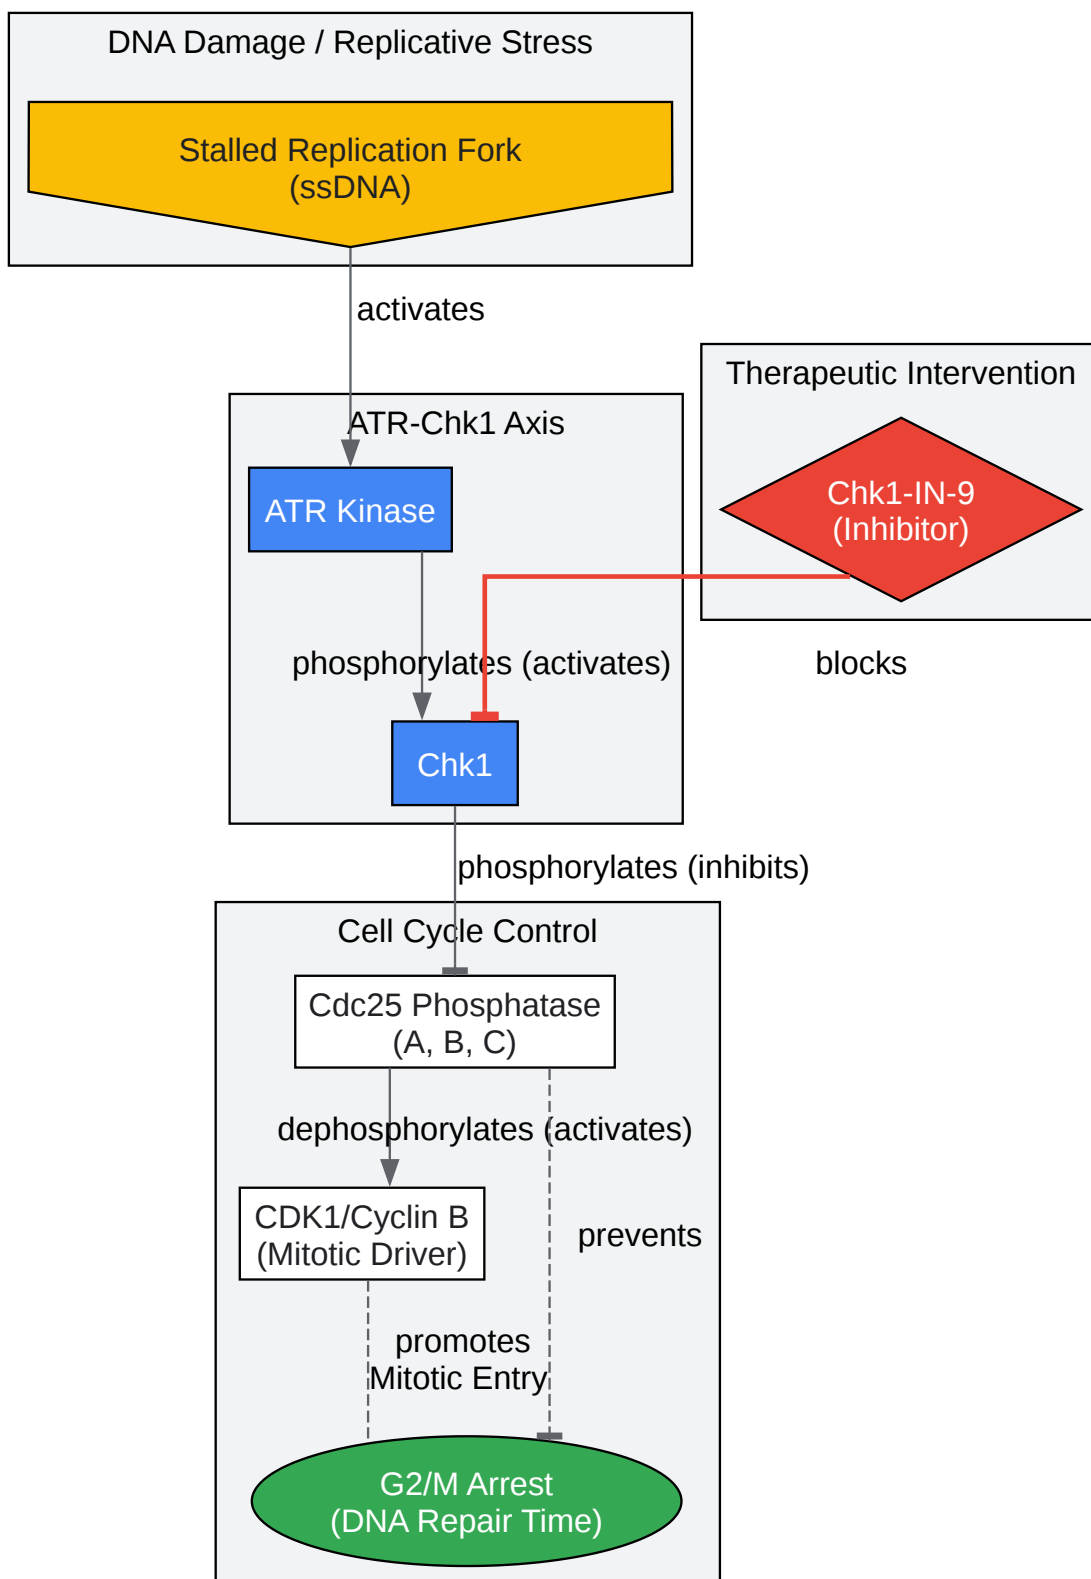 DNA Damage / Replicative Stress
Stalled Replication Fork
(ssDNA)
activates
Therapeutic Intervention
ATR-Chk1 Axis
Chk1-IN-9
(Inhibitor)
ATR Kinase
phosphorylates (activates)
blocks
Chk1
phosphorylates (inhibits)
Cell Cycle Control
Cdc25 Phosphatase
(A, B, C)
dephosphorylates (activates)
CDK1/Cyclin B
(Mitotic Driver)
prevents
promotes
Mitotic Entry
G2/M Arrest
(DNA Repair Time)